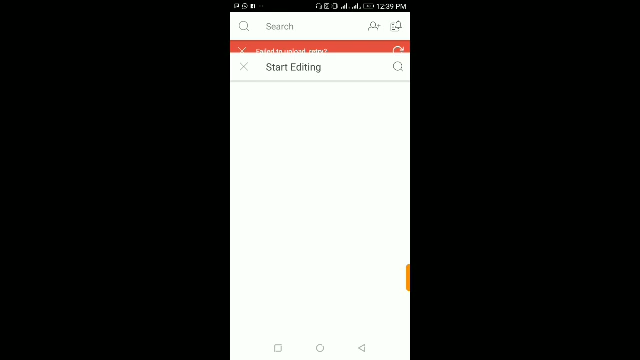 12:39 PM
Search
Failed to upload, retry?
Start Editing